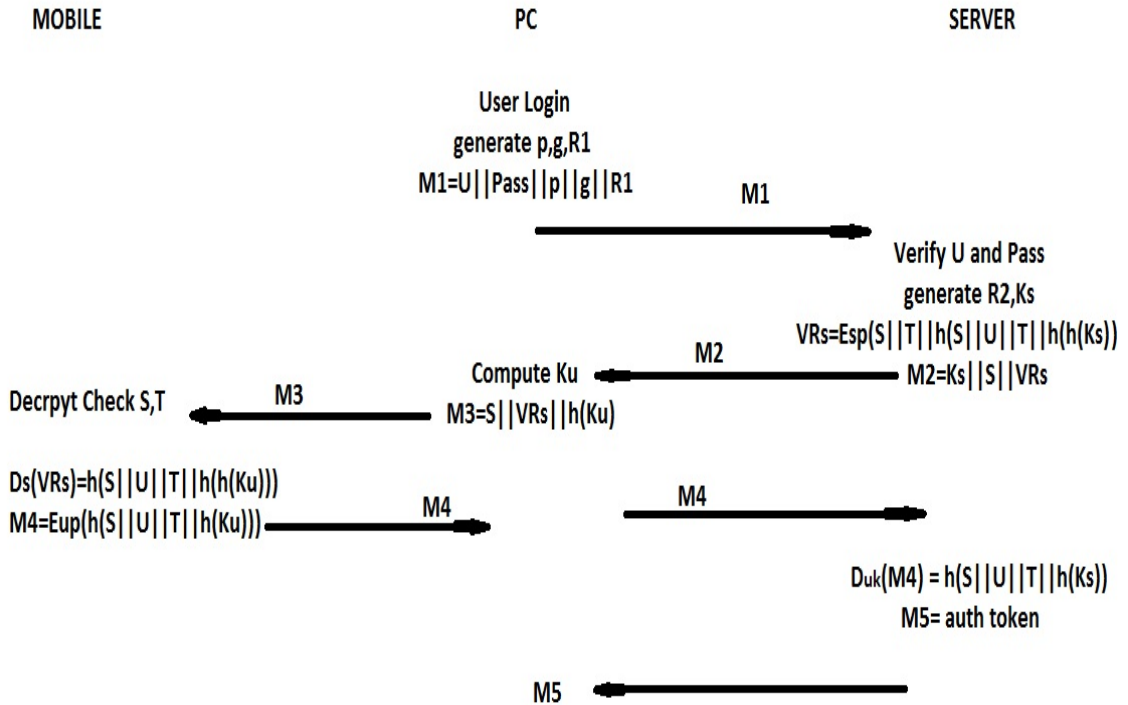 MOBILE
PC
SERVER
User Login
generate p,g,R1
M1=U||Pass||p||g||R1
M1
Verify U and Pass
generate R2,Ks
VRs=Esp(S||T||h(S||U||T||h(h(Ks))
M2
M2=Ks||S||VRs
Compute Ku
M3=S||VRs||h(Ku)
M3
Decrpyt Check S,T
Ds(VRs)=h(S||U||T||h(h(Ku)))
M4=Eup(h(S||U||T||h(Ku)))
M4
M4
Duk(M4) = h(S||U||T||h(Ks))
M5= auth token
M5